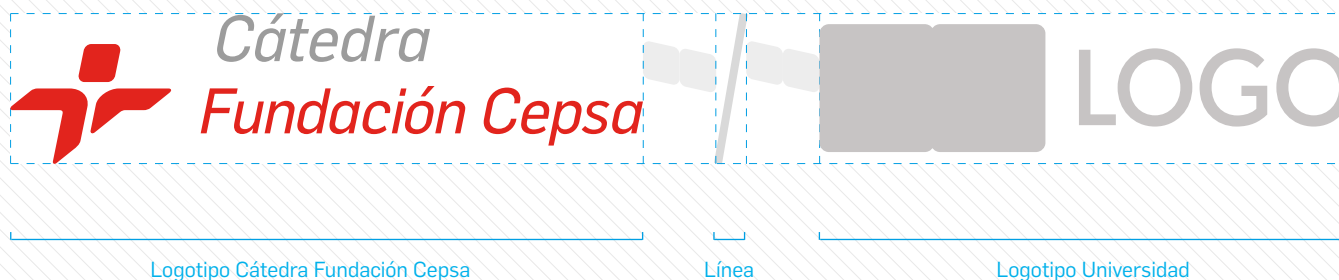 Cátedra
Fundación Cepsa
LOGO
Logotipo Cátedra Fundación Cepsa
Línea
Logotipo Universidad